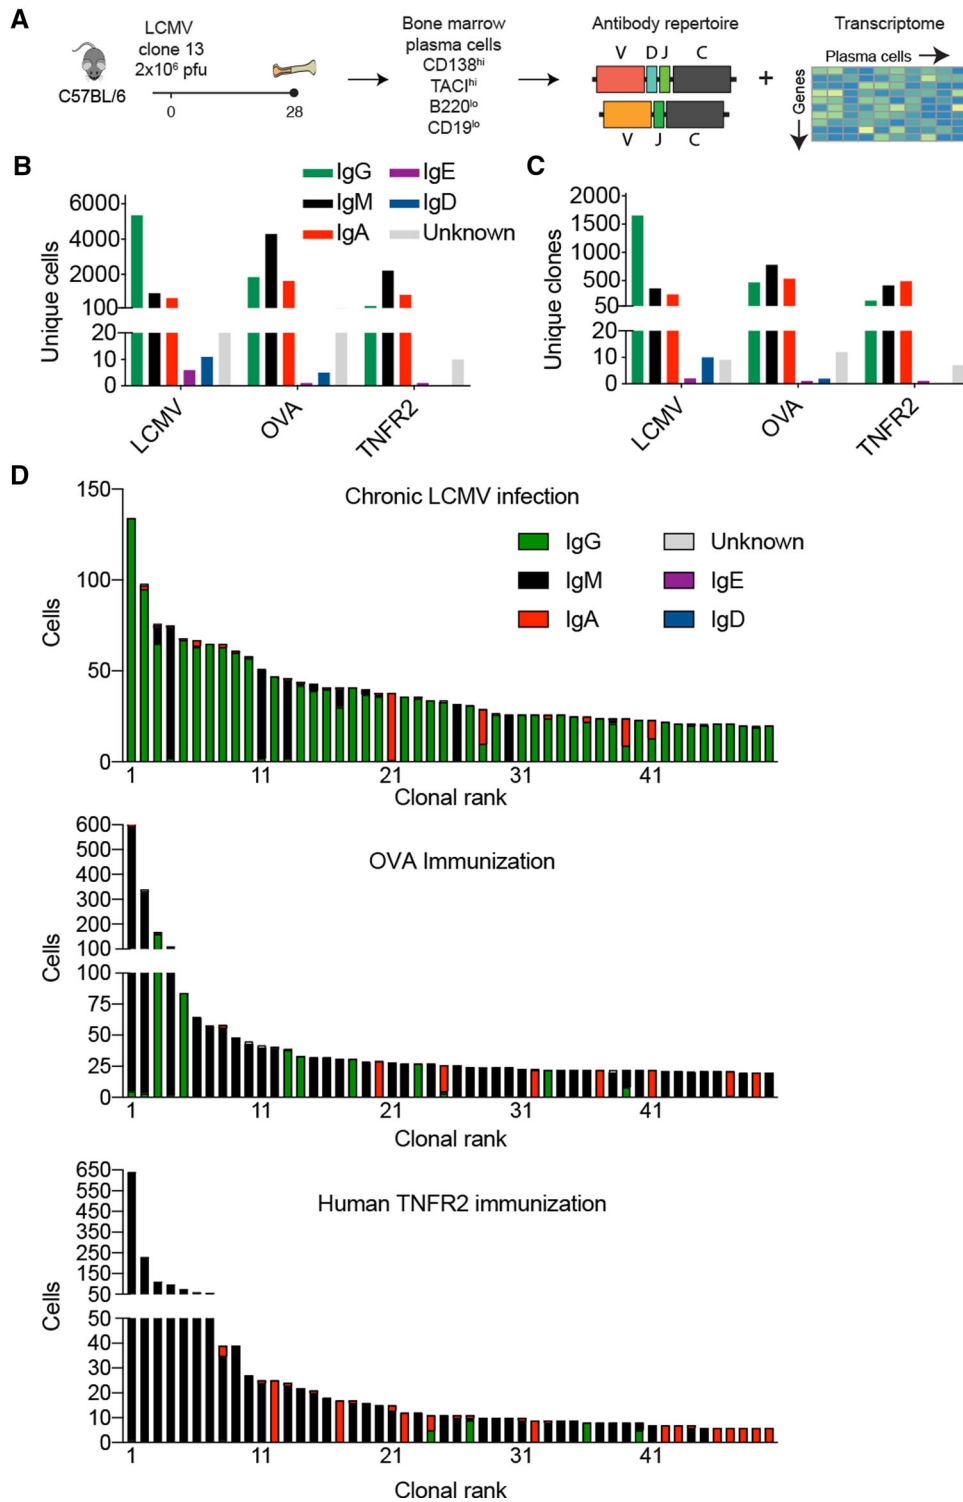 A
LCMV
clone 13
2x10⁶ pfu
C57BL/6
0
28
Bone marrow
plasma cells
CD138ʰⁱ
TACIʰⁱ
B220ˡᵒ
CD19ˡᵒ
Antibody repertoire
V D J C
V J C
+
Transcriptome
Plasma cells
Genes
B
IgG
IgE
IgM
IgD
IgA
Unknown
Unique cells
6000
4000
2000
100
20
10
0
LCMV
OVA
TNFR2
C
Unique clones
2000
1500
1000
500
50
20
10
0
LCMV
OVA
TNFR2
D
Chronic LCMV infection
IgG
Unknown
IgM
IgE
IgA
IgD
Cells
150
100
50
0
1 11 21 31 41
Clonal rank
OVA Immunization
Cells
600
500
400
300
200
100
100
75
50
25
0
1 11 21 31 41
Clonal rank
Human TNFR2 immunization
Cells
650
550
450
350
250
150
50
50
40
30
20
10
0
1 11 21 31 41
Clonal rank